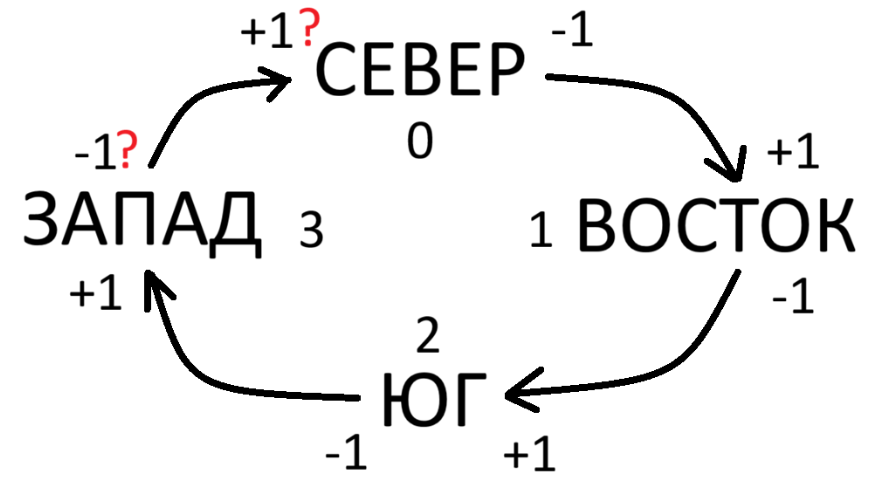 +1? СЕВЕР -1
0
-1? +1
ЗАПАД 3 1 ВОСТОК
+1 -1
2
ЮГ
-1 +1